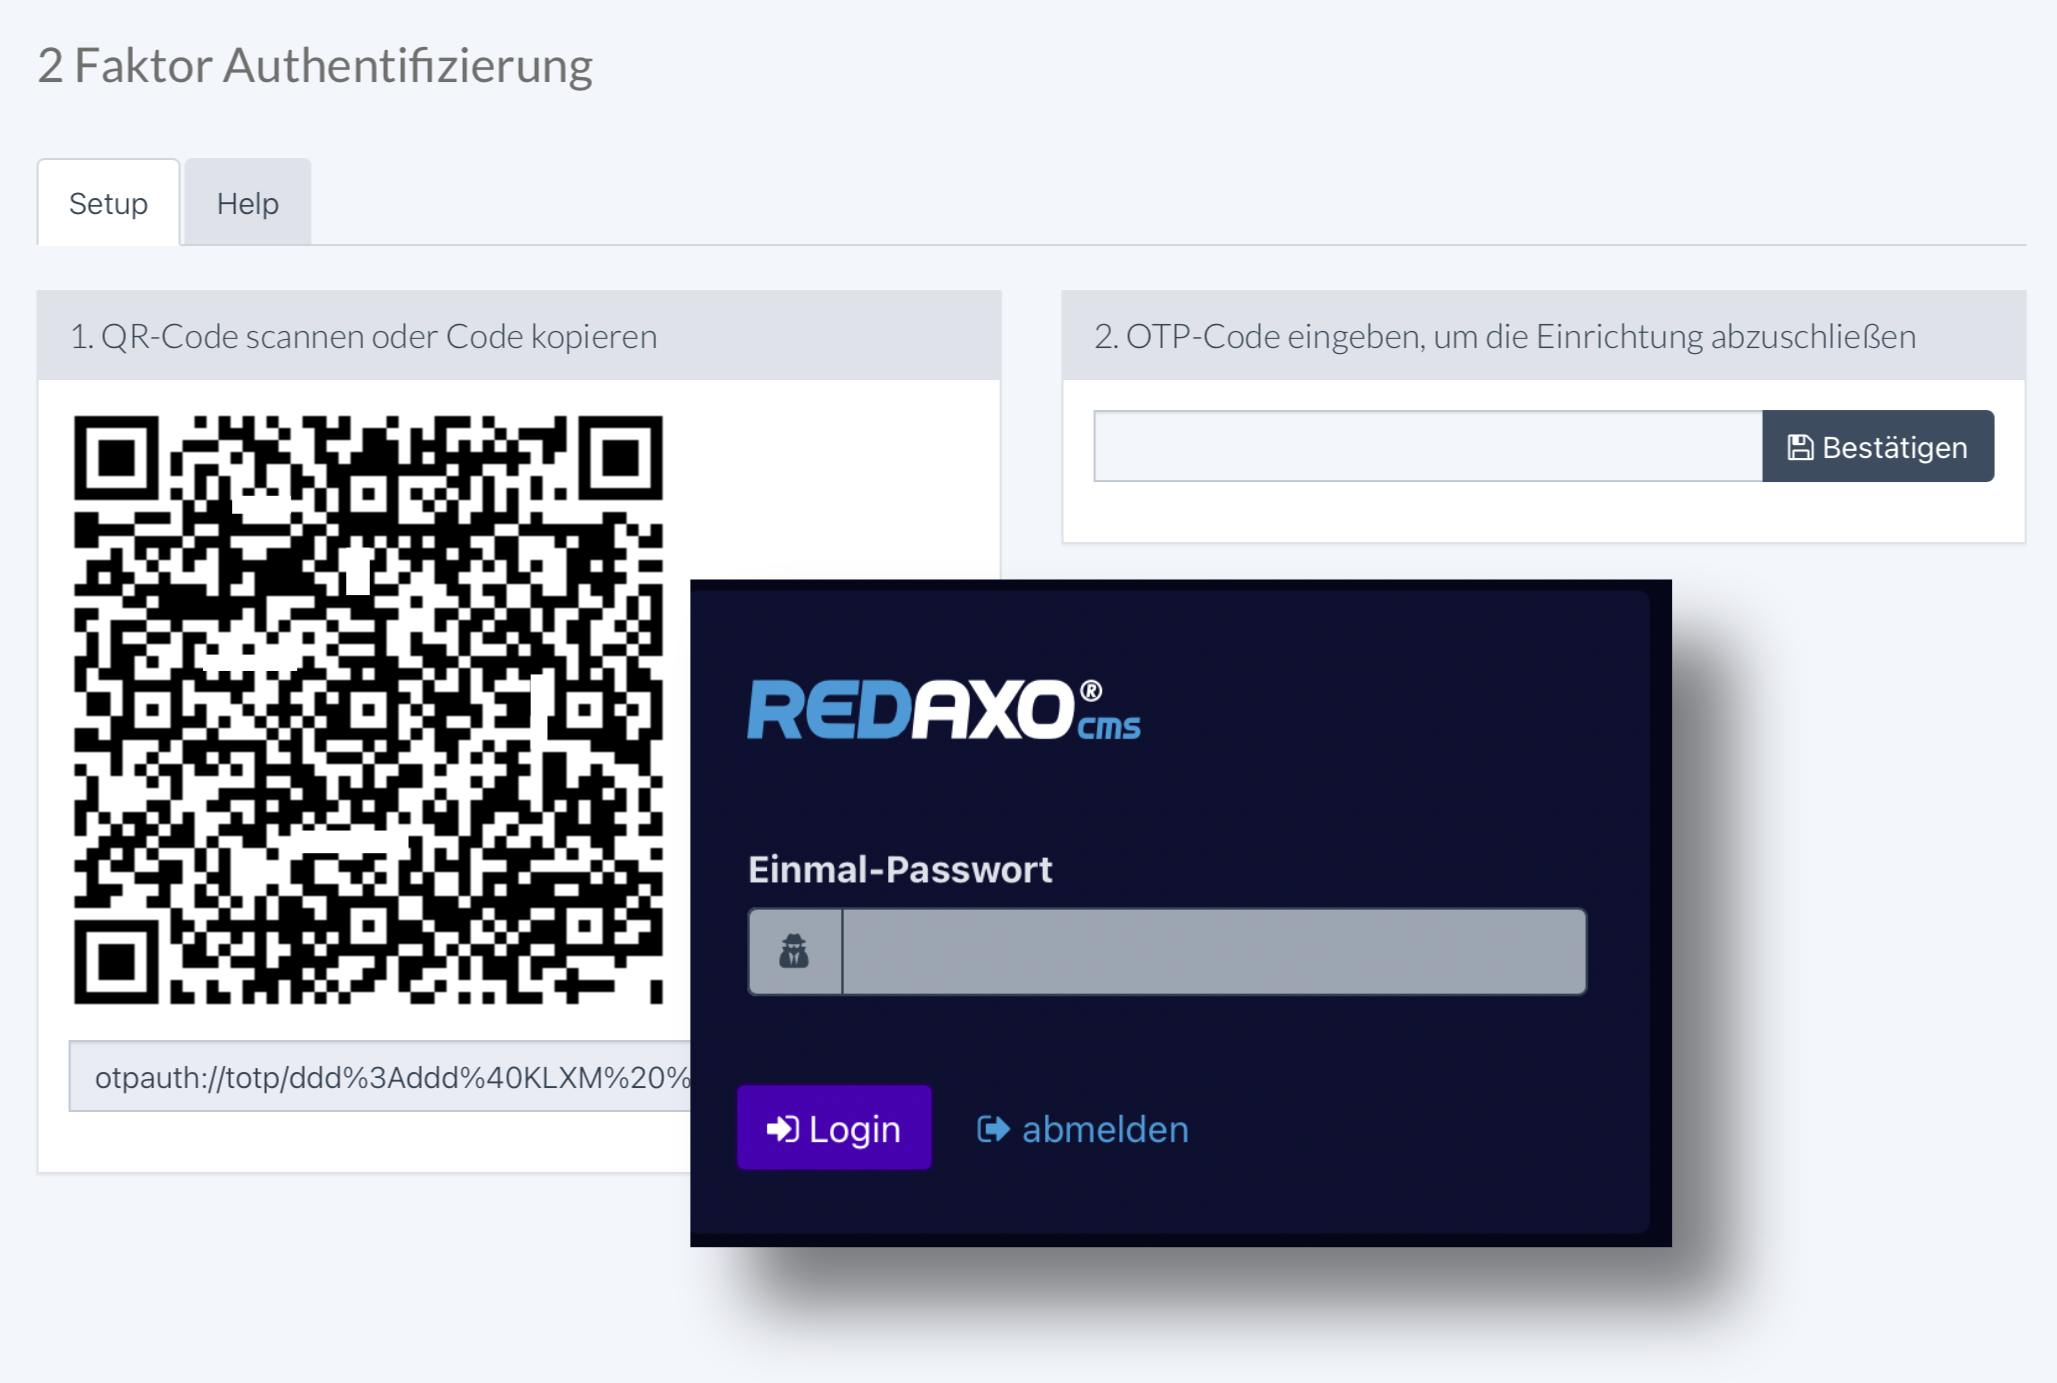 2 Faktor Authentifizierung
Setup
Help
1. QR-Code scannen oder Code kopieren
otpauth://totp/ddd%3Addd%40KLXM%20%
2. OTP-Code eingeben, um die Einrichtung abzuschließen
Bestätigen
REDAXO® cms
Einmal-Passwort
Login
abmelden